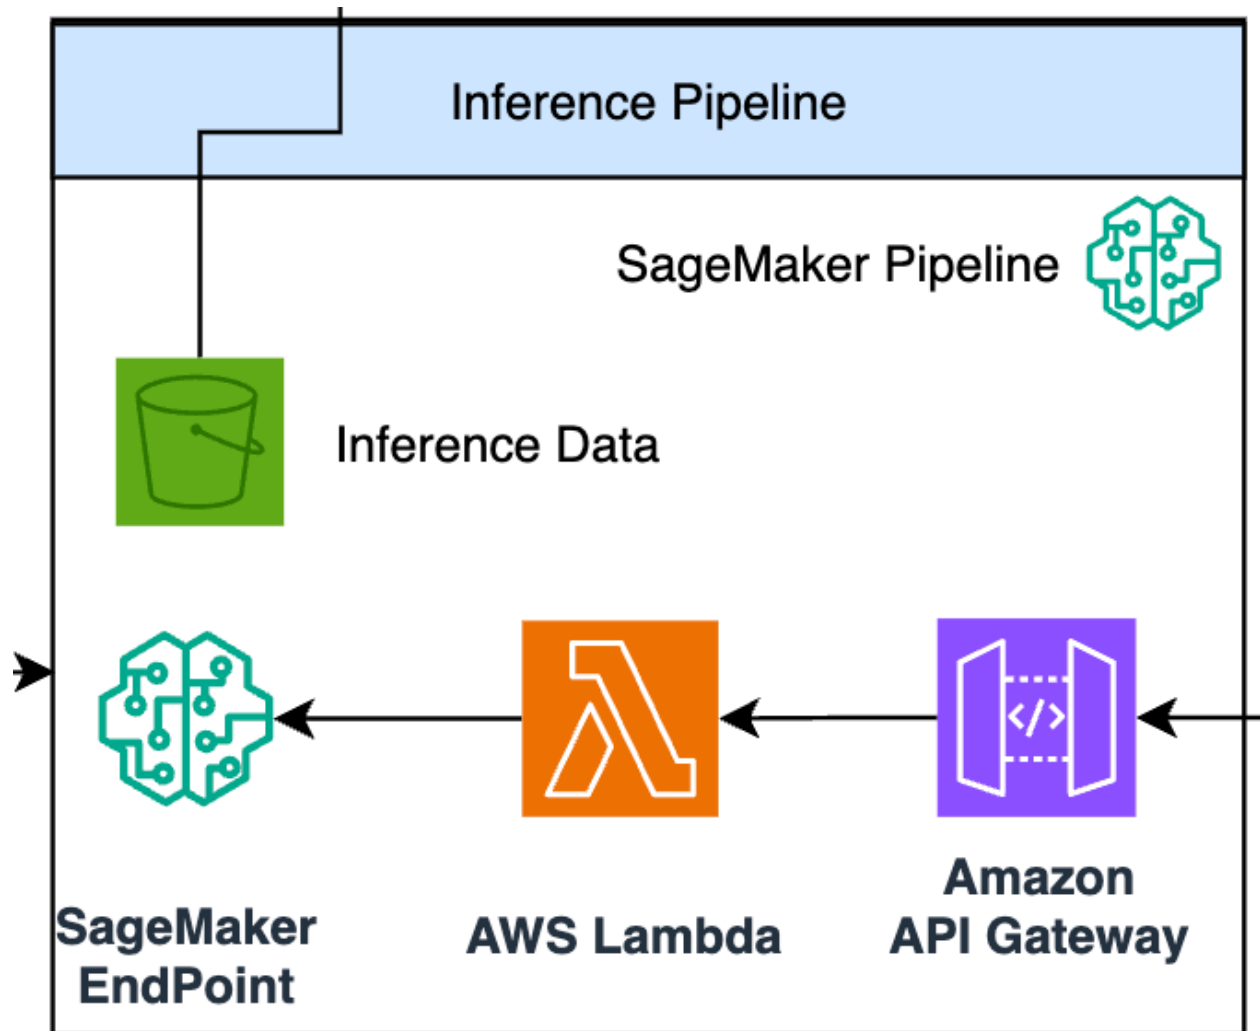 Inference Pipeline
SageMaker Pipeline
Inference Data
</>
SageMaker
EndPoint
AWS Lambda
Amazon
API Gateway